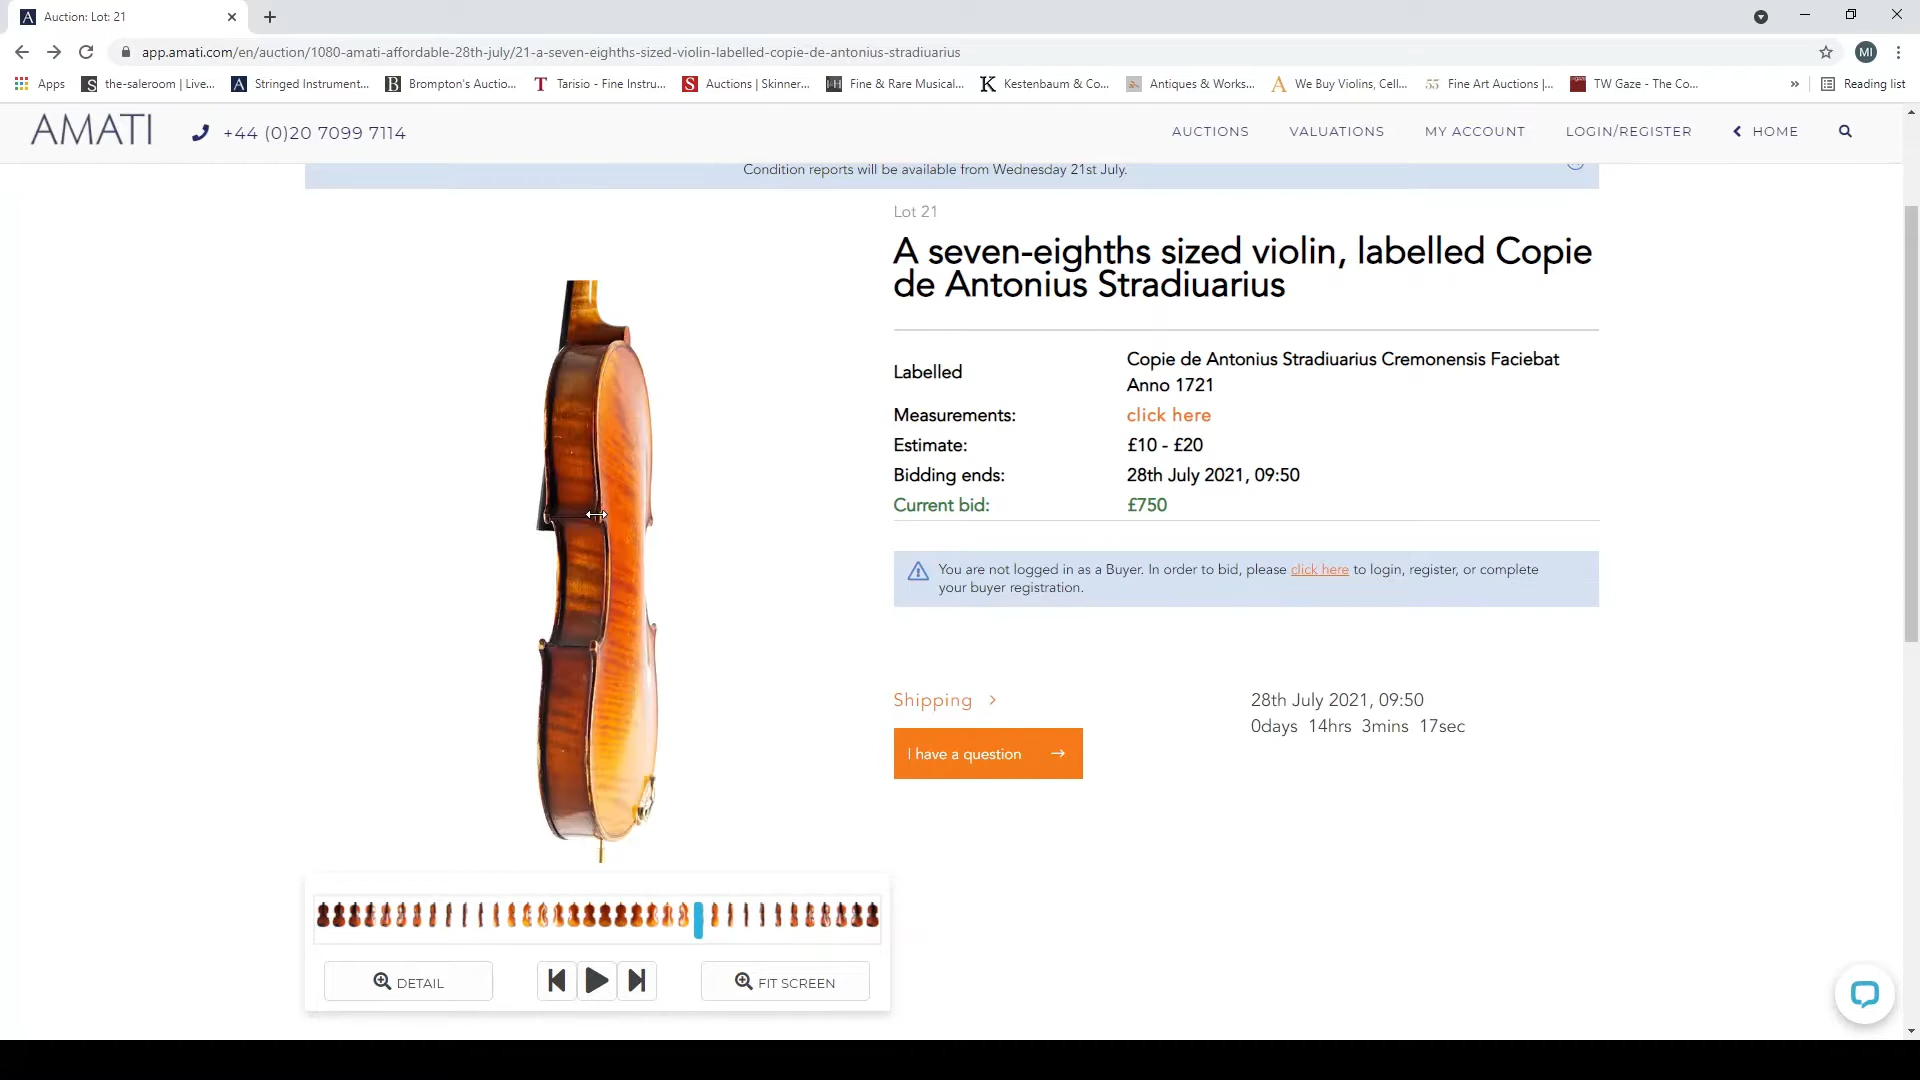 A Auction: Lot: 21
MI
app.amati.com/en/auction/1080-amati-affordable-28th-july/21-a-seven-eighths-sized-violin-labelled-copie-de-antonius-stradiuarius
Apps S the-saleroom | Live... A Stringed Instrument... B Brompton's Auctio... T Tarisio - Fine Instru... S Auctions | Skinner... Fine & Rare Musical... K Kestenbaum & Co... Antiques & Works... A We Buy Violins, Cell... 55 Fine Art Auctions |... TW Gaze - The Co... » Reading list
AMATI +44 (0)20 7099 7114 AUCTIONS VALUATIONS MY ACCOUNT LOGIN/REGISTER HOME
Condition reports will be available from Wednesday 21st July.
Lot 21
A seven-eighths sized violin, labelled Copie
de Antonius Stradiuarius
Labelled Copie de Antonius Stradiuarius Cremonensis Faciebat
Anno 1721
Measurements: click here
Estimate: £10 - £20
Bidding ends: 28th July 2021, 09:50
Current bid: £750
You are not logged in as a Buyer. In order to bid, please click here to login, register, or complete
your buyer registration.
Shipping > 28th July 2021, 09:50
0days 14hrs 3mins 17sec
I have a question →
DETAIL FIT SCREEN